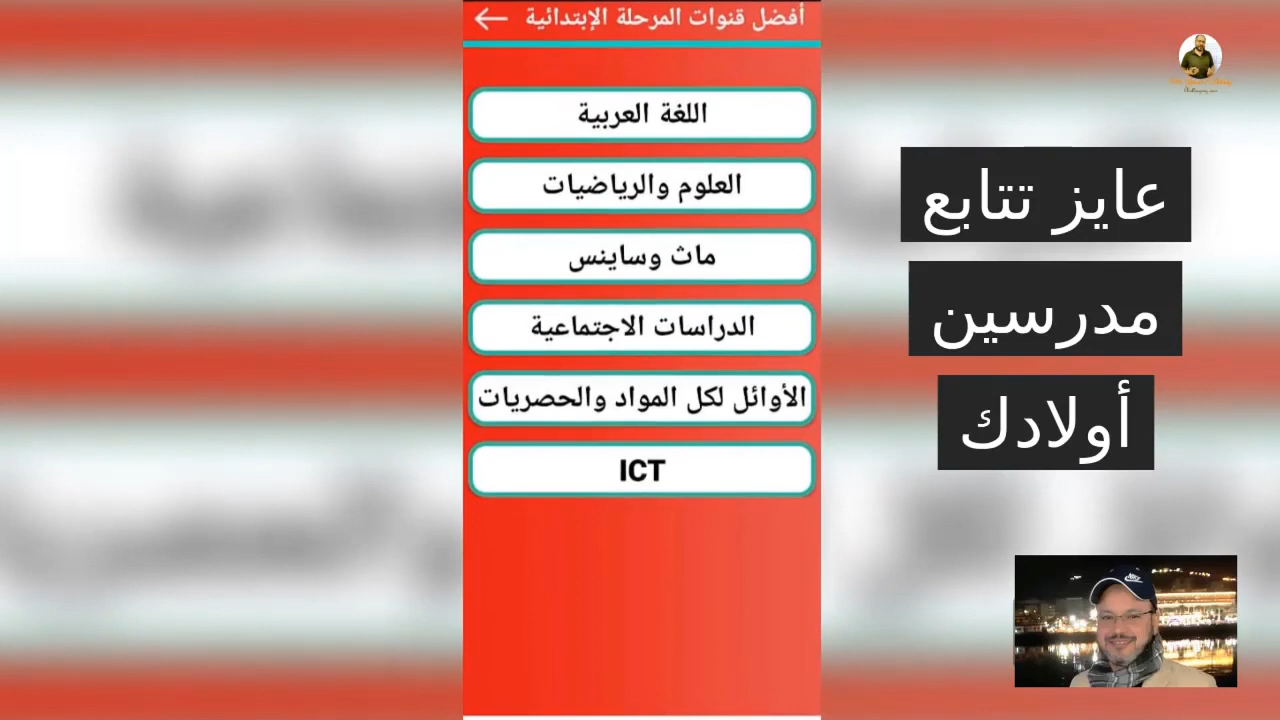 أفضل قنوات المرحلة الإبتدائية
اللغة العربية
العلوم والرياضيات
ماث وساينس
الدراسات الاجتماعية
الأوائل لكل المواد والحصريات
ICT
عايز تتابع
مدرسين
أولادك